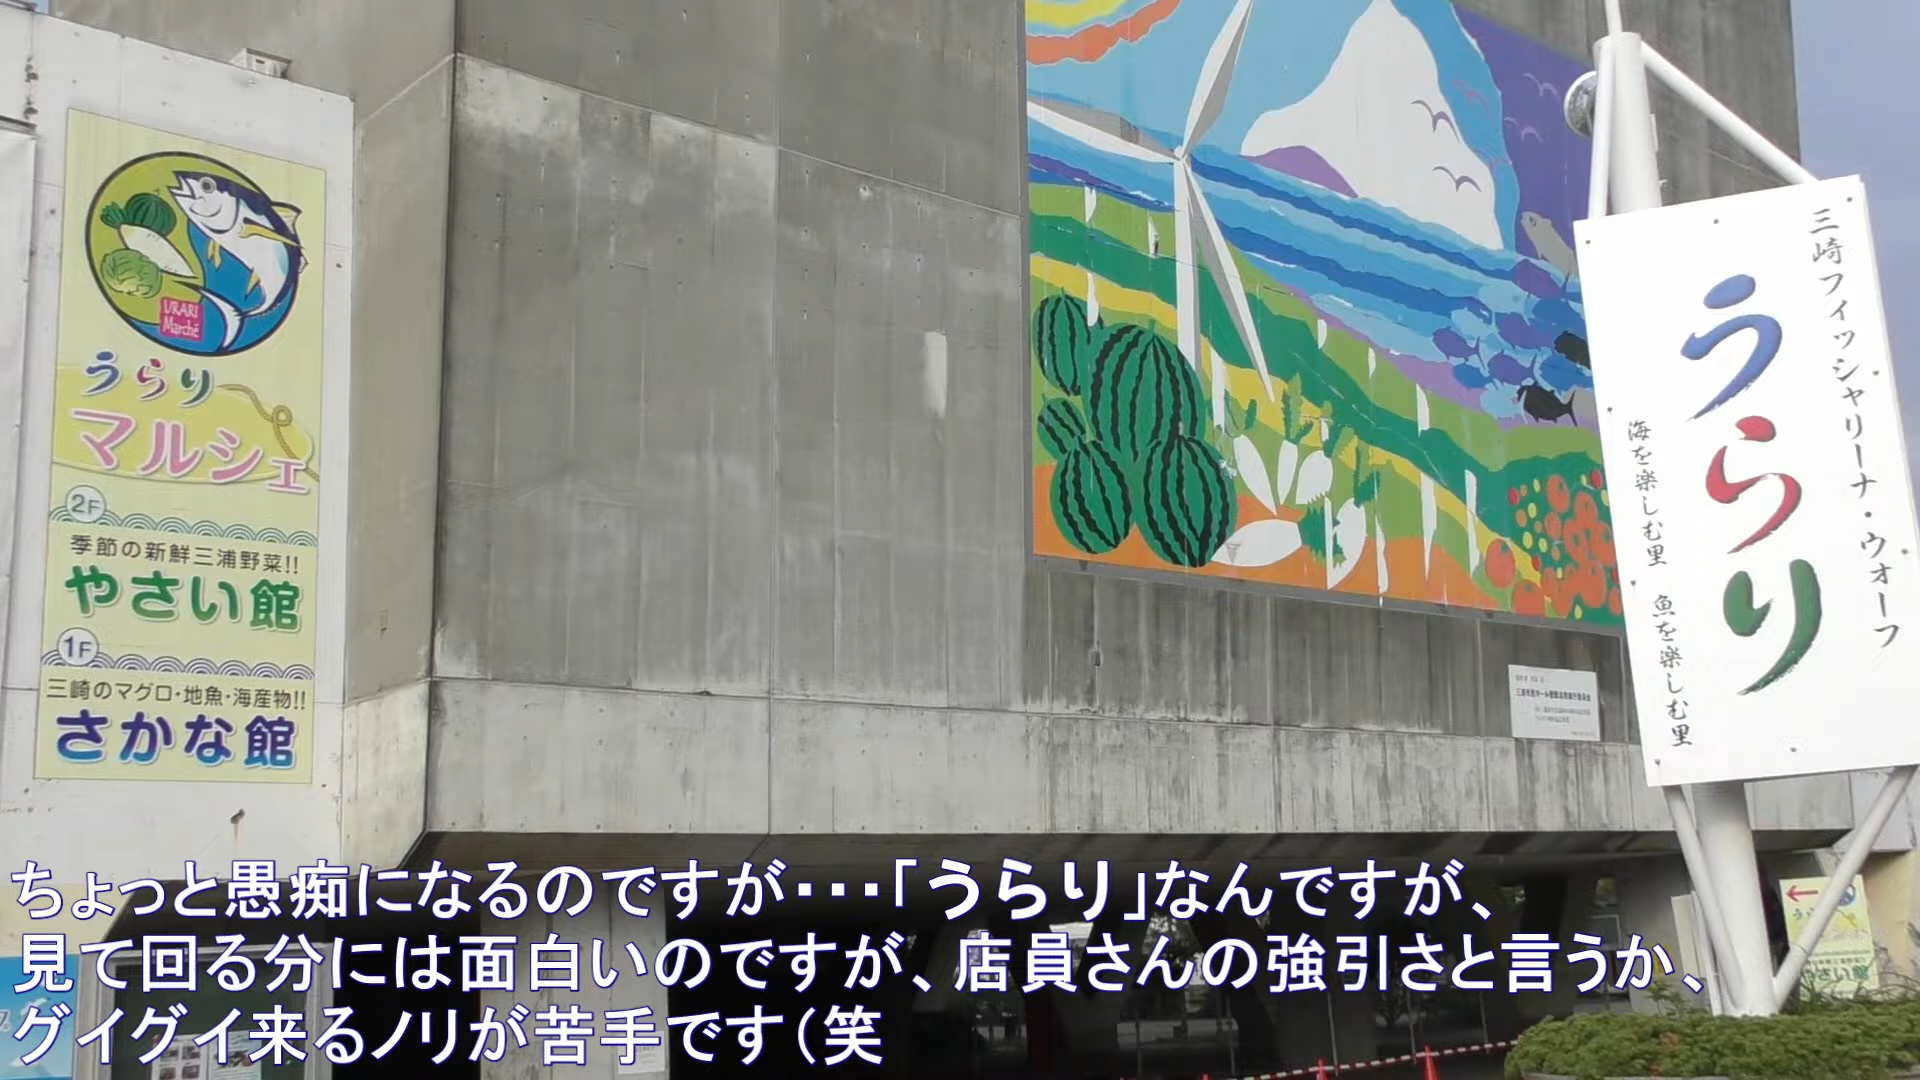 URARI
Marché
うらり
マルシェ
2F
季節の新鮮三浦野菜!!
やさい館
1F
三崎のマグロ・地魚・海産物!!
さかな館
三崎フィッシャリーナ・ウォーフ
うらり
海を楽しむ里 魚を楽しむ里
やさい館
ちょっと愚痴になるのですが・・・「うらり」なんですが、
見て回る分には面白いのですが、店員さんの強引さと言うか、
グイグイ来るノリが苦手です(笑